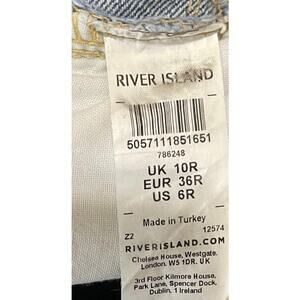 RIVER ISLAND
5057111851651
786248
UK 10R
EUR 36R
US 6R
Made in Turkey
Z2 12574
RIVERISLAND.COM
Chelsea House, Westgate,
London. W5 1DR. UK
3rd Floor Kilmore House,
Park Lane, Spencer Dock,
Dublin, 1 Ireland